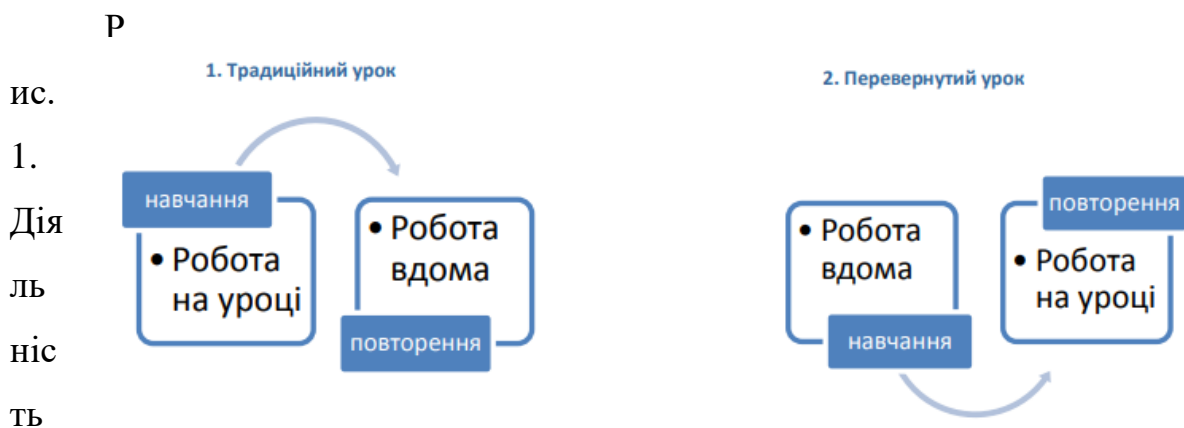 Р
ис.
1.
Дія
ль
ніс
ть
1. Традиційний урок
навчання
• Робота
на уроці
• Робота
вдома
повторення
2. Перевернутий урок
• Робота
вдома
навчання
повторення
• Робота
на уроці